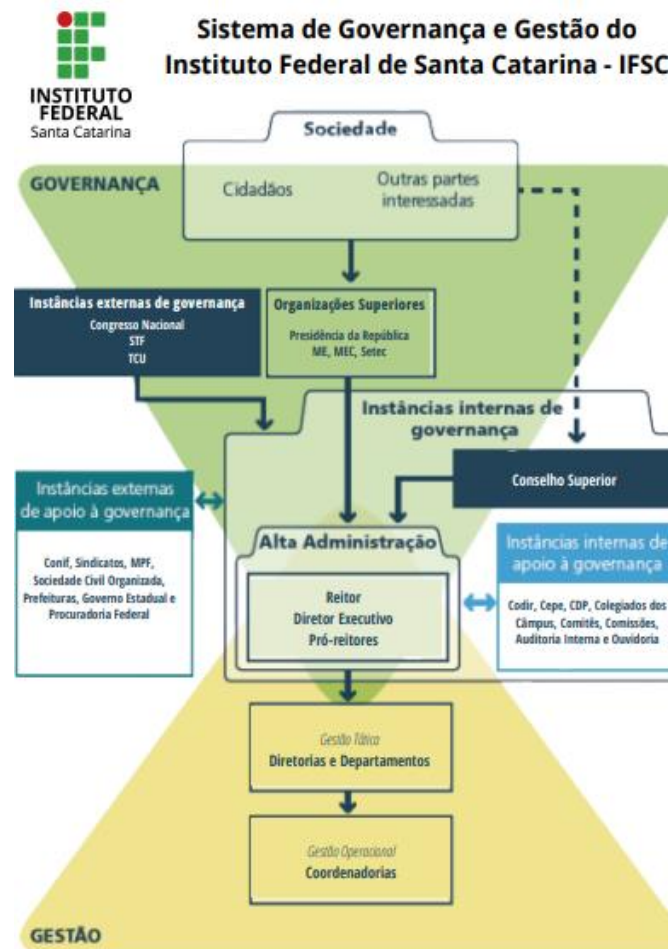 Sistema de Governança e Gestão do
Instituto Federal de Santa Catarina - IFSC
INSTITUTO
FEDERAL
Santa Catarina
Sociedade
GOVERNANÇA
Cidadãos
Outras partes
interessadas
Instâncias externas de governança
Congresso Nacional
STF
TCU
Organizações Superiores
Presidência da República
ME, MEC, Setec
Instâncias internas de
governança
Conselho Superior
Instâncias externas
de apoio à governança
Conif, Sindicatos, MPF,
Sociedade Civil Organizada,
Prefeituras, Governo Estadual e
Procuradoria Federal
Alta Administração
Reitor
Diretor Executivo
Pró-reitores
Instâncias internas de
apoio à governança
Codir, Cepe, CDP, Colegiados dos
Câmpus, Comitês, Comissões,
Auditoria Interna e Ouvidoria
Gestão Tática
Diretorias e Departamentos
Gestão Operacional
Coordenadorias
GESTÃO